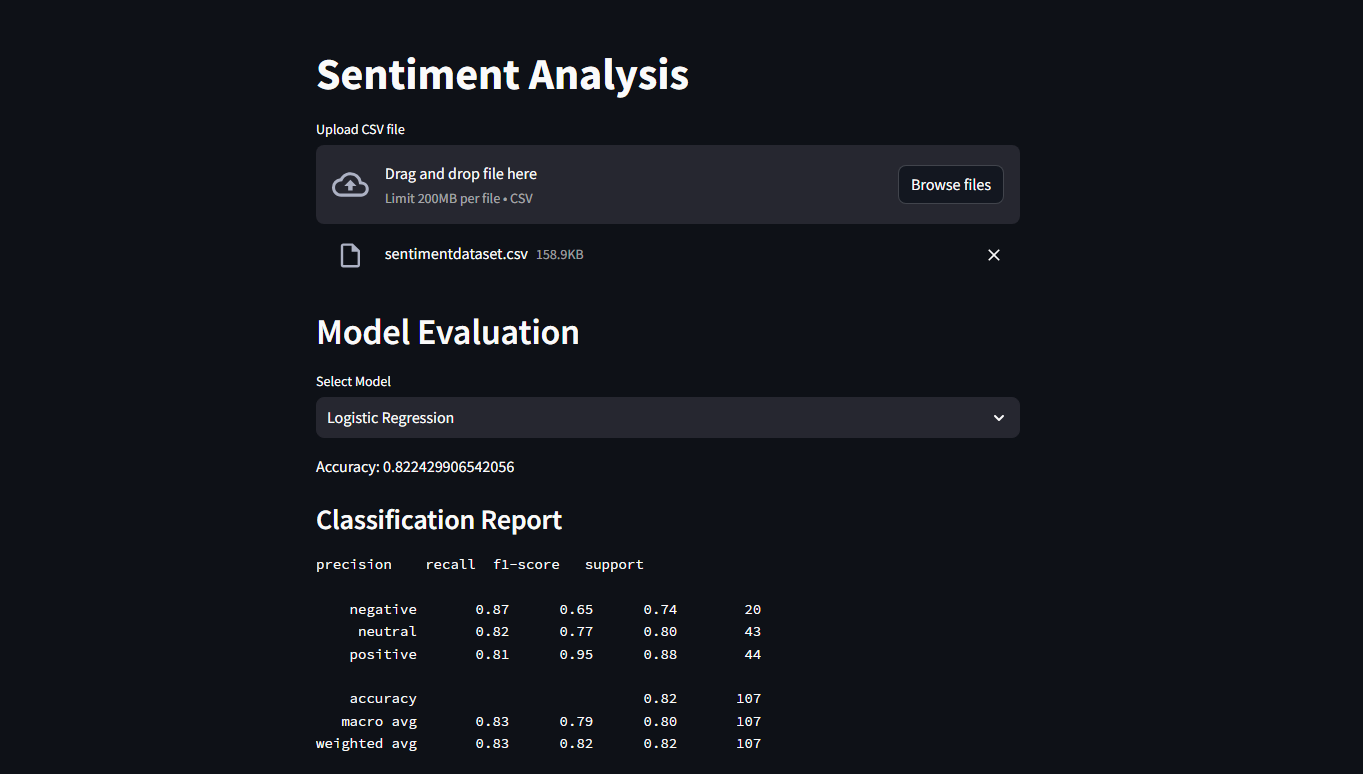 Sentiment Analysis
Upload CSV file
Drag and drop file here
Limit 200MB per file • CSV
Browse files
sentimentdataset.csv 158.9KB
Model Evaluation
Select Model
Logistic Regression
Accuracy: 0.822429906542056
Classification Report
precision    recall  f1-score   support
negative       0.87      0.65      0.74        20
neutral       0.82      0.77      0.80        43
positive       0.81      0.95      0.88        44
accuracy                           0.82       107
macro avg       0.83      0.79      0.80       107
weighted avg       0.83      0.82      0.82       107